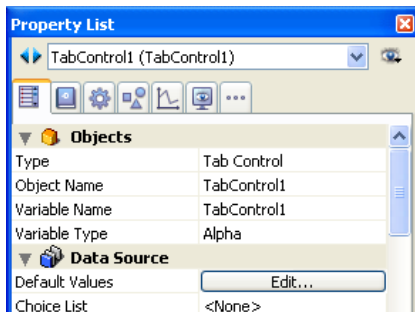 Property List
TabControl1 (TabControl1)
Objects
Type Tab Control
Object Name TabControl1
Variable Name TabControl1
Variable Type Alpha
Data Source
Default Values Edit...
Choice List <None>